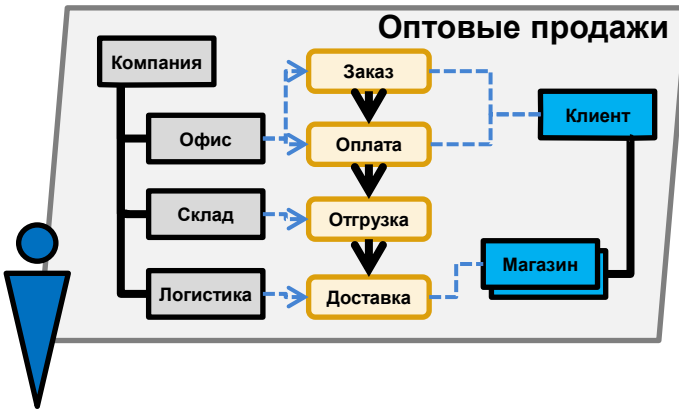 Оптовые продажи
Компания
Заказ
Клиент
Офис
Оплата
Склад
Отгрузка
Магазин
Логистика
Доставка